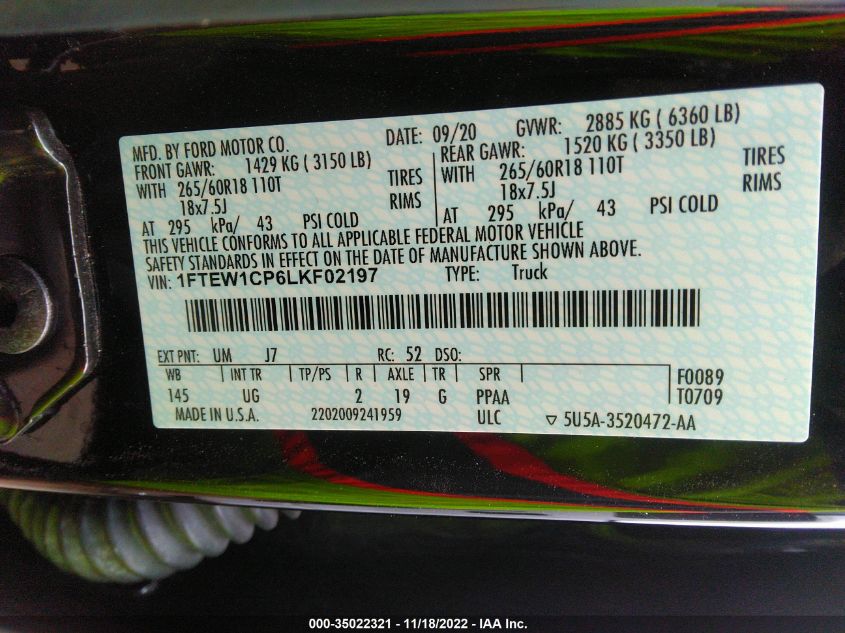 MFD. BY FORD MOTOR CO. DATE: 09/20 GVWR: 2885 KG ( 6360 LB)
FRONT GAWR: 1429 KG ( 3150 LB) REAR GAWR: 1520 KG ( 3350 LB)
WITH 265/60R18 110T TIRES WITH 265/60R18 110T TIRES
18x7.5J RIMS 18x7.5J RIMS
AT 295 kPa/ 43 PSI COLD AT 295 kPa/ 43 PSI COLD
THIS VEHICLE CONFORMS TO ALL APPLICABLE FEDERAL MOTOR VEHICLE
SAFETY STANDARDS IN EFFECT ON THE DATE OF MANUFACTURE SHOWN ABOVE.
VIN: 1FTEW1CP6LKF02197 TYPE: Truck
EXT PNT: UM J7 RC: 52 DSO:
WB INT TR TP/PS R AXLE TR SPR F0089
145 UG 2 19 G PPAA T0709
MADE IN U.S.A. 2202009241959 ULC ▽ 5U5A-3520472-AA
000-35022321 - 11/18/2022 - IAA Inc.